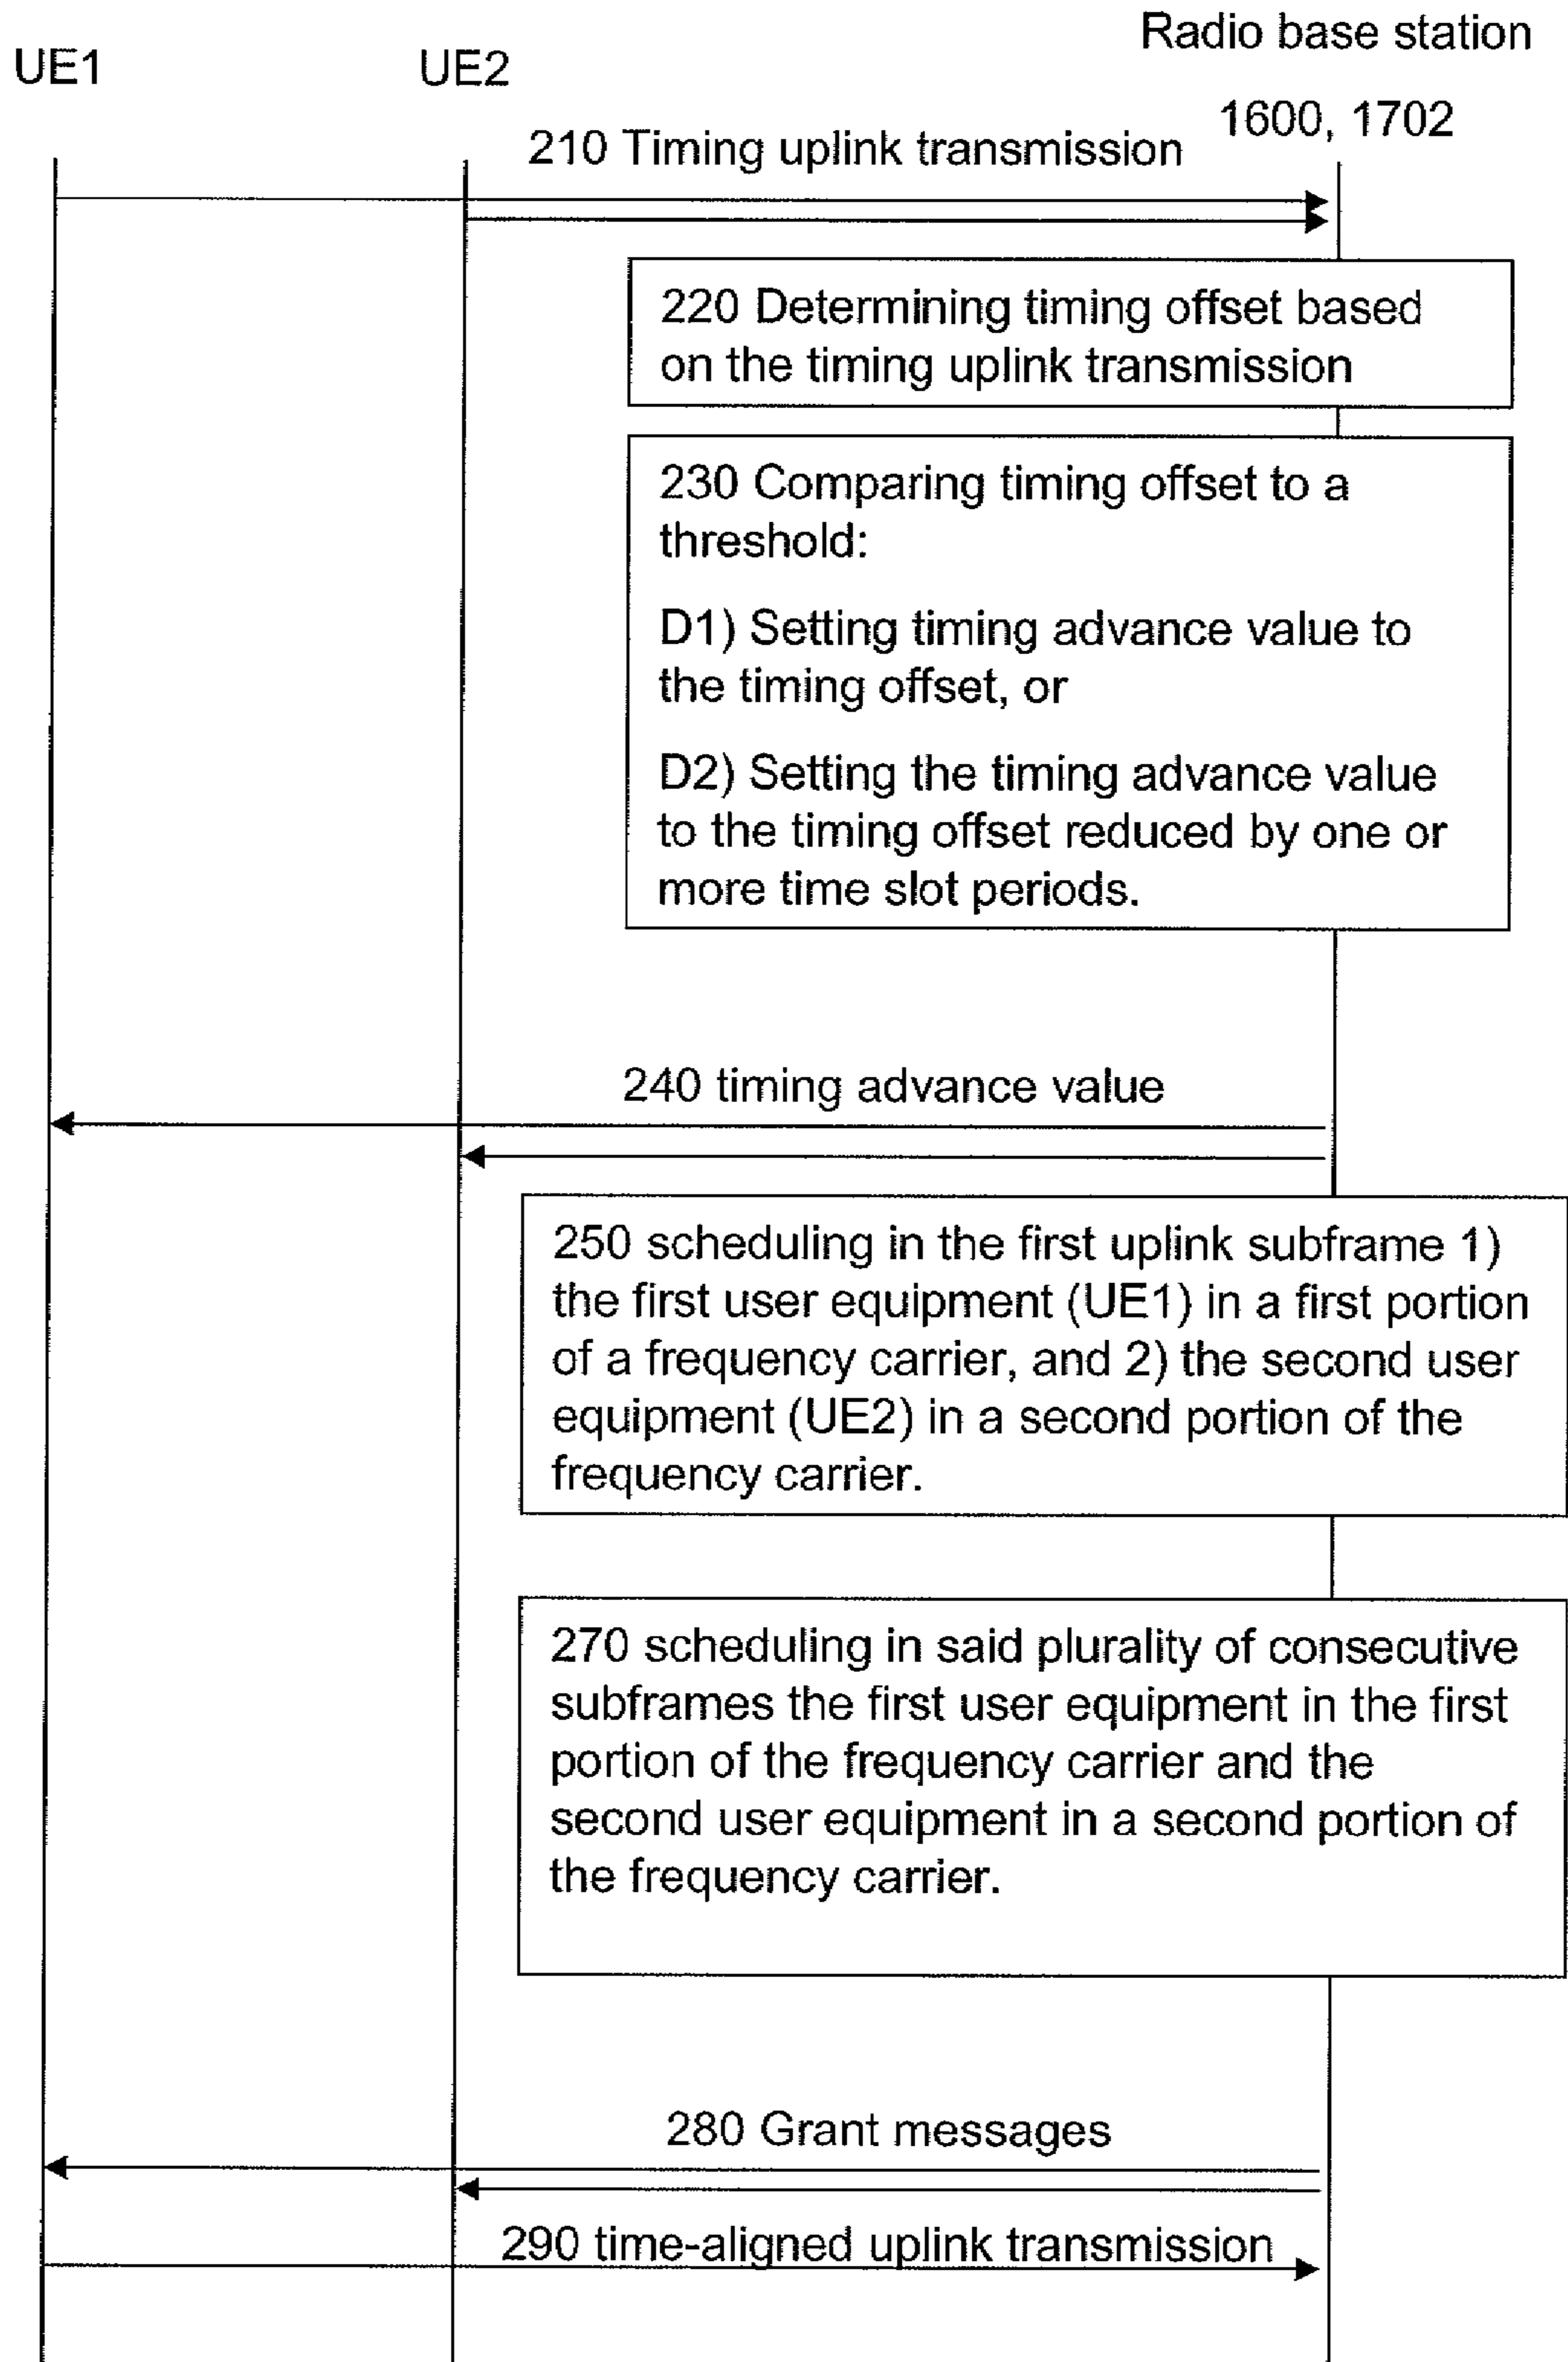 Radio base station
UE1
UE2
1600, 1702
210 Timing uplink transmission
220 Determining timing offset based
on the timing uplink transmission
230 Comparing timing offset to a
threshold:
D1) Setting timing advance value to
the timing offset, or
D2) Setting the timing advance value
to the timing offset reduced by one or
more time slot periods.
240 timing advance value
250 scheduling in the first uplink subframe 1)
the first user equipment (UE1) in a first portion
of a frequency carrier, and 2) the second user
equipment (UE2) in a second portion of the
frequency carrier.
270 scheduling in said plurality of consecutive
subframes the first user equipment in the first
portion of the frequency carrier and the
second user equipment in a second portion of
the frequency carrier.
280 Grant messages
290 time-aligned uplink transmission